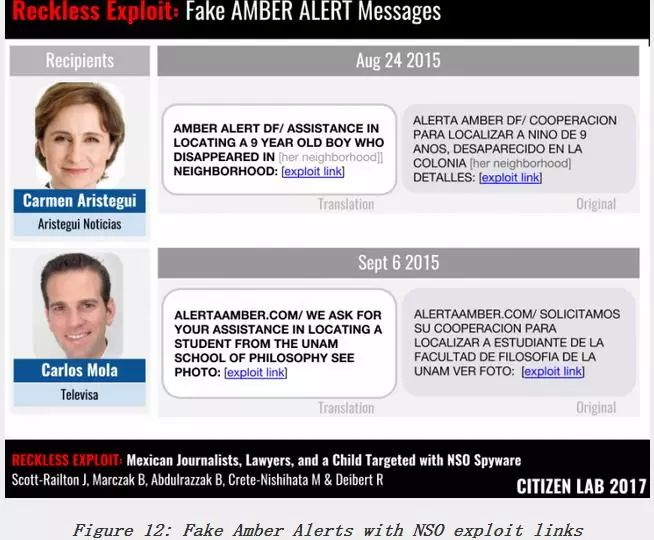 Reckless Exploit: Fake AMBER ALERT Messages
Recipients
Aug 24 2015
Carmen Aristegui
Aristegui Noticias
AMBER ALERT DF/ ASSISTANCE IN
LOCATING A 9 YEAR OLD BOY WHO
DISAPPEARED IN [her neighborhood]]
NEIGHBORHOOD: [exploit link]
Translation
ALERTA AMBER DF/ COOPERACION
PARA LOCALIZAR A NINO DE 9
ANOS, DESAPARECIDO EN LA
COLONIA [her neighborhood]
DETALLES: [exploit link]
Original
Sept 6 2015
Carlos Mola
Televisa
ALERTAAMBER.COM/ WE ASK FOR
YOUR ASSISTANCE IN LOCATING A
STUDENT FROM THE UNAM
SCHOOL OF PHILOSOPHY SEE
PHOTO: [exploit link]
Translation
ALERTAAMBER.COM/ SOLICITAMOS
SU COOPERACION PARA
LOCALIZAR A ESTUDIANTE DE LA
FACULTAD DE FILOSOFIA DE LA
UNAM VER FOTO: [exploit link]
Original
RECKLESS EXPLOIT: Mexican Journalists, Lawyers, and a Child Targeted with NSO Spyware
Scott-Railton J, Marczak B, Abdulrazzak B, Crete-Nishihata M & Deibert R
CITIZEN LAB 2017
Figure 12: Fake Amber Alerts with NSO exploit links